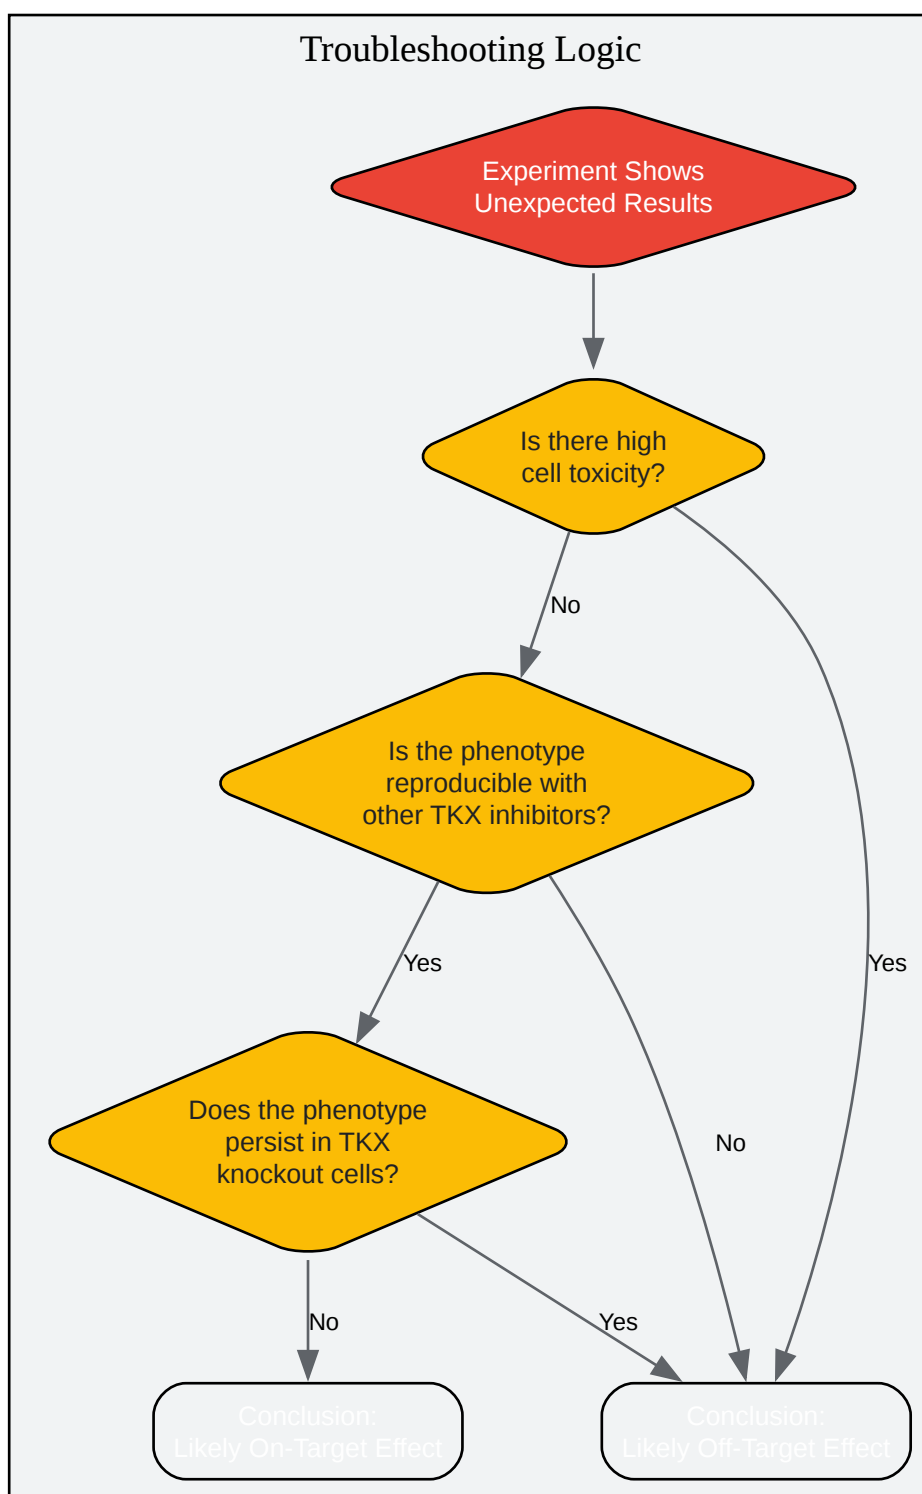 Troubleshooting Logic
Experiment Shows
Unexpected Results
Is there high
cell toxicity?
No
Is the phenotype
reproducible with
other TKX inhibitors?
Yes
Yes
Does the phenotype
persist in TKX
knockout cells?
No
No
Yes
Conclusion:
Likely On-Target Effect
Conclusion:
Likely Off-Target Effect